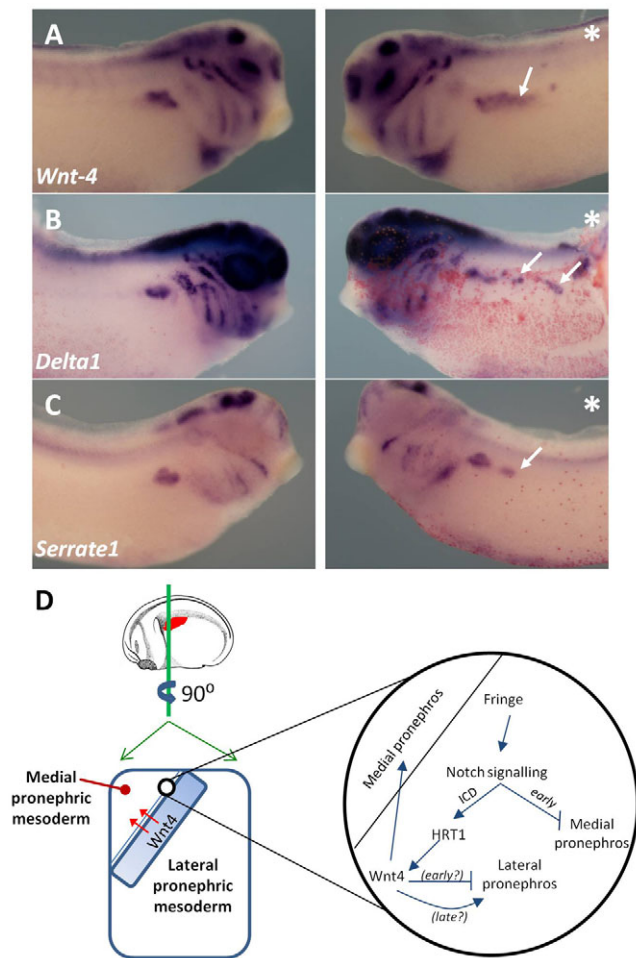 A
*
Wnt-4
B
*
Delta1
C
*
Serrate1
D
90⁰
Medial
pronephric
mesoderm
Wnt4
Lateral
pronephric
mesoderm
Medial pronephros
Fringe
Notch signalling
ICD
early
HRT1
Medial
pronephros
Wnt4
(early?)
Lateral
pronephros
(late?)